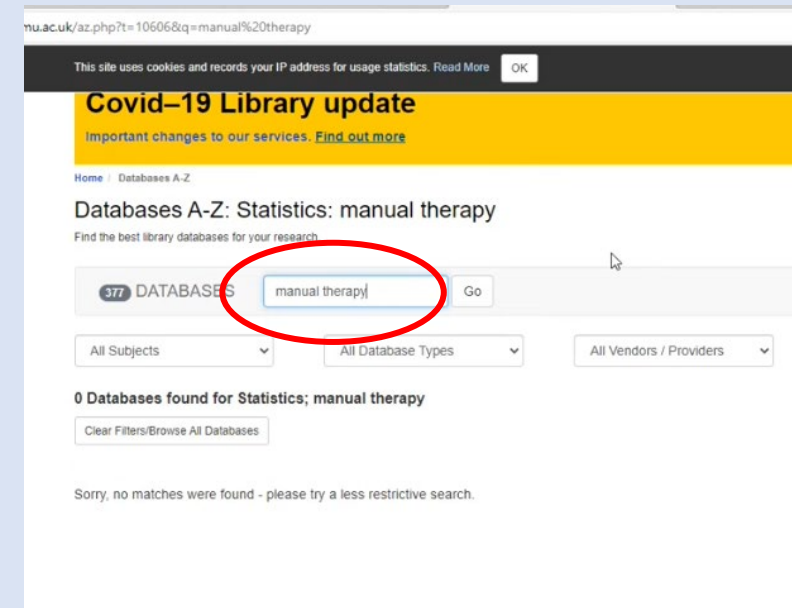 mu.ac.uk/az.php?t=10606&q=manual%20therapy
This site uses cookies and records your IP address for usage statistics. Read More OK
Covid–19 Library update
Important changes to our services. Find out more
Home / Databases A-Z
Databases A-Z: Statistics: manual therapy
Find the best library databases for your research
377 DATABASES manual therapy Go
All Subjects All Database Types All Vendors / Providers
0 Databases found for Statistics; manual therapy
Clear Filters/Browse All Databases
Sorry, no matches were found - please try a less restrictive search.